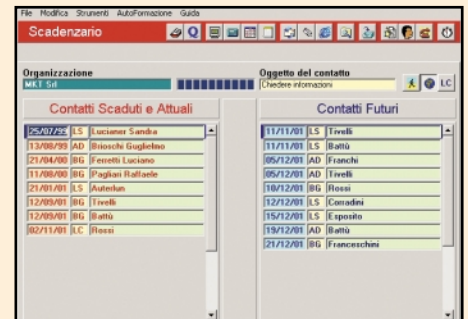 File Modifica Strumenti AutoFormazione Guida
Scadenzario
Organizzazione
MKT Srl
Oggetto del contatto
Chiedere informazioni
LC
Contatti Scaduti e Attuali
25/07/99 LS Lucianer Sandra
13/08/99 AD Brioschi Guglielmo
21/04/00 BG Ferretti Luciano
11/08/00 BG Pagliari Raffaele
21/01/01 LS Auterlun
12/09/01 BG Tivelli
12/09/01 BG Battù
02/11/01 LC Rossi
Contatti Futuri
11/11/01 LS Tivelli
11/11/01 LS Battù
05/12/01 AD Franchi
05/12/01 AD Tivelli
10/12/01 BG Rossi
12/12/01 LS Corradini
15/12/01 LS Esposito
19/12/01 AD Battù
21/12/01 BG Franceschini